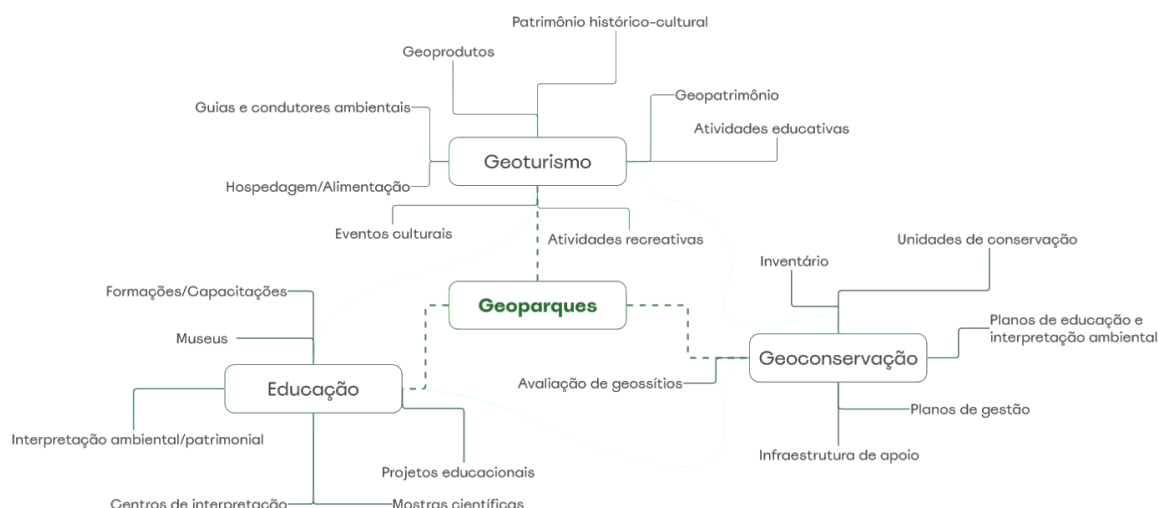 Patrimônio histórico-cultural
Geoprodutos
Geopatrimônio
Guias e condutores ambientais
Atividades educativas
Geoturismo
Hospedagem/Alimentação
Eventos culturais
Atividades recreativas
Unidades de conservação
Inventário
Formações/Capacitações
Geoparques
Planos de educação e
interpretação ambiental
Museus
Geoconservação
Avaliação de geossítios
Educação
Planos de gestão
Interpretação ambiental/patrimonial
Infraestrutura de apoio
Projetos educacionais
Centros de interpretação
Mostras científicas